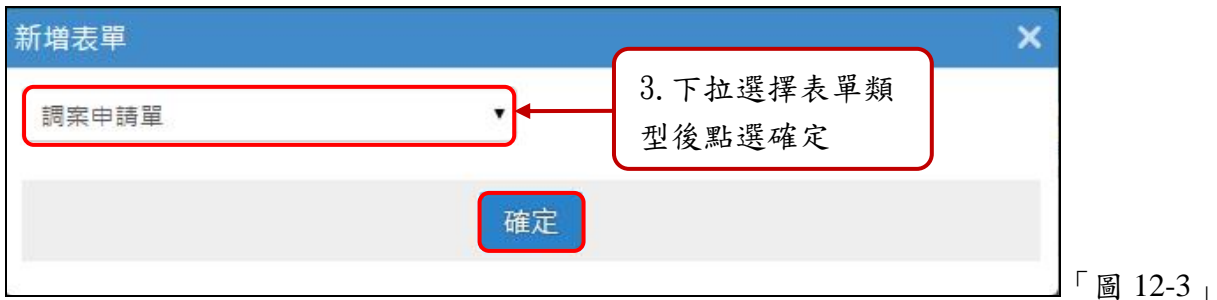 新增表單
調案申請單
3.下拉選擇表單類
型後點選確定
確定
「圖 12-3」